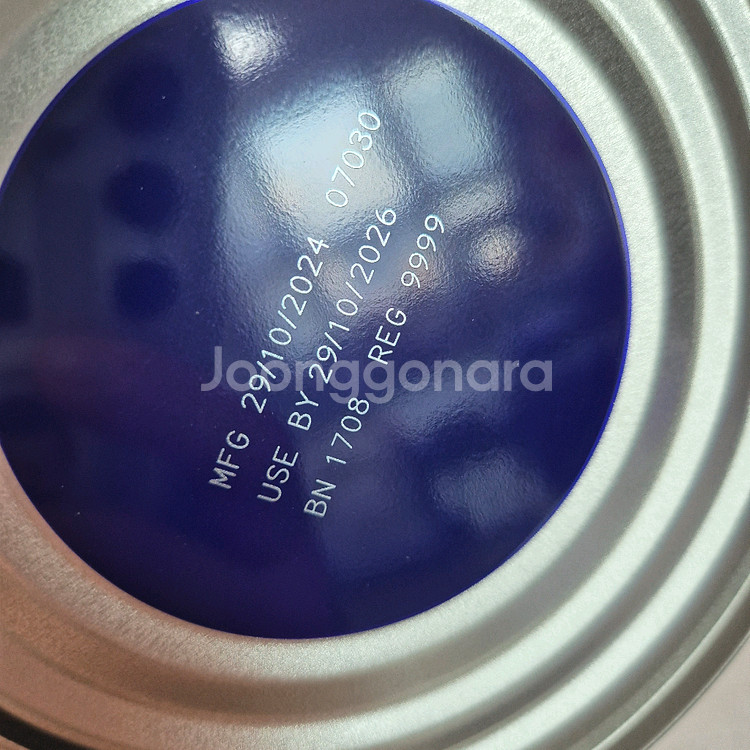 MFG 29/10/2024 07030
USE BY 29/10/2026
BN 1708 REG 9999
Joonggonara